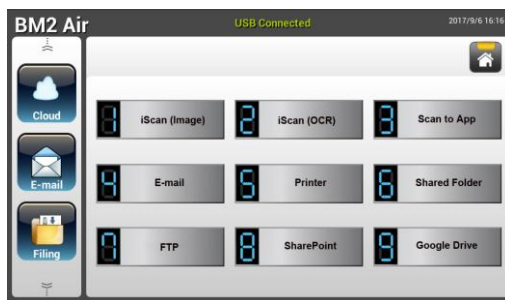 BM2 Air
USB Connected
2017/9/6 16:16
Cloud
E-mail
Filing
1 iScan (Image)
2 iScan (OCR)
3 Scan to App
4 E-mail
5 Printer
6 Shared Folder
7 FTP
8 SharePoint
9 Google Drive